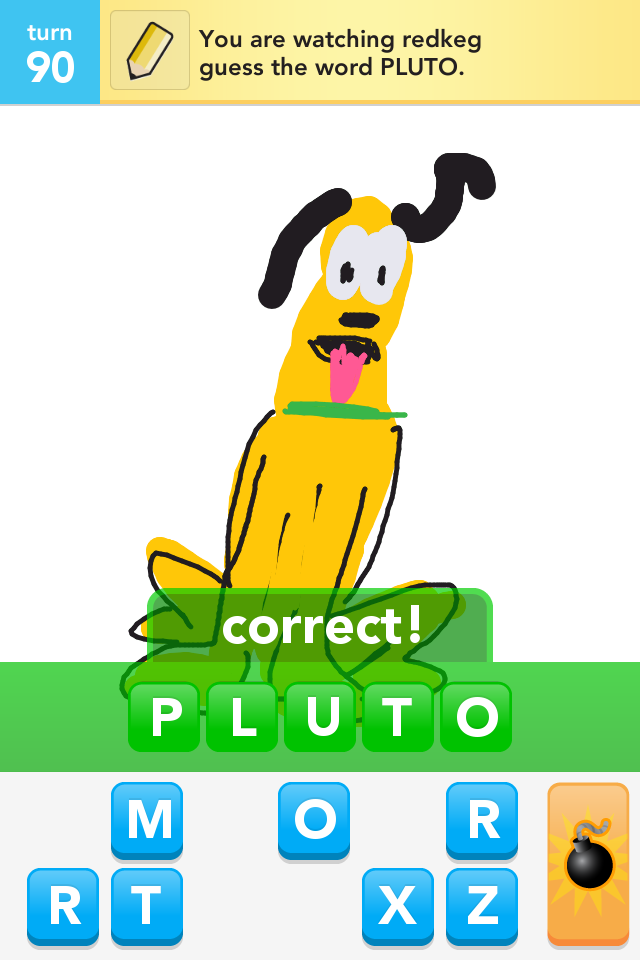 turn
90
You are watching redkeg
guess the word PLUTO.
correct!
P L U T O
M O R
R T X Z